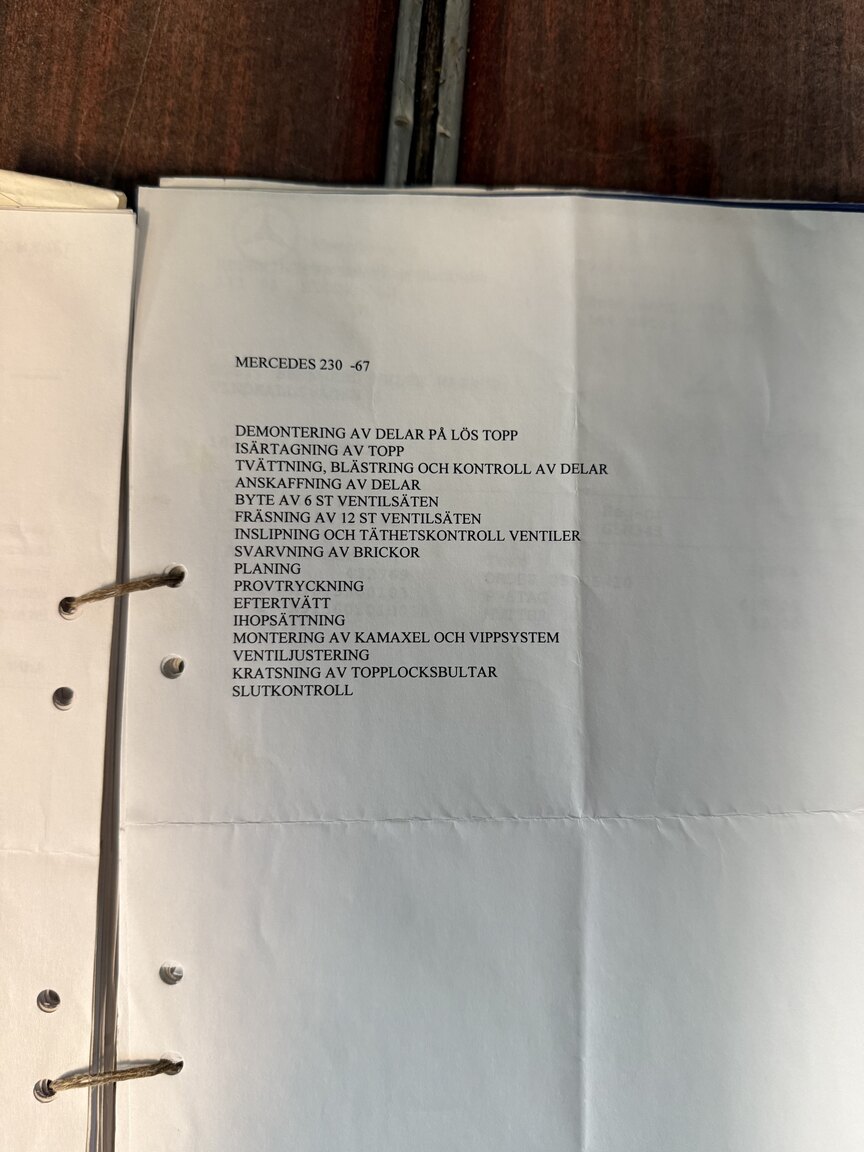 MERCEDES 230 -67
DEMONTERING AV DELAR PÅ LÖS TOPP
ISÄRTAGNING AV TOPP
TVÄTTNING, BLÄSTRING OCH KONTROLL AV DELAR
ANSKAFFNING AV DELAR
BYTE AV 6 ST VENTILSÄTEN
FRÄSNING AV 12 ST VENTILSÄTEN
INSLIPNING OCH TÄTHETSKONTROLL VENTILER
SVARVNING AV BRICKOR
PLANING
PROVTRYCKNING
EFTERTVÄTT
IHOPSÄTTNING
MONTERING AV KAMAXEL OCH VIPPSYSTEM
VENTILJUSTERING
KRATSNING AV TOPPLOCKSBULTAR
SLUTKONTROLL